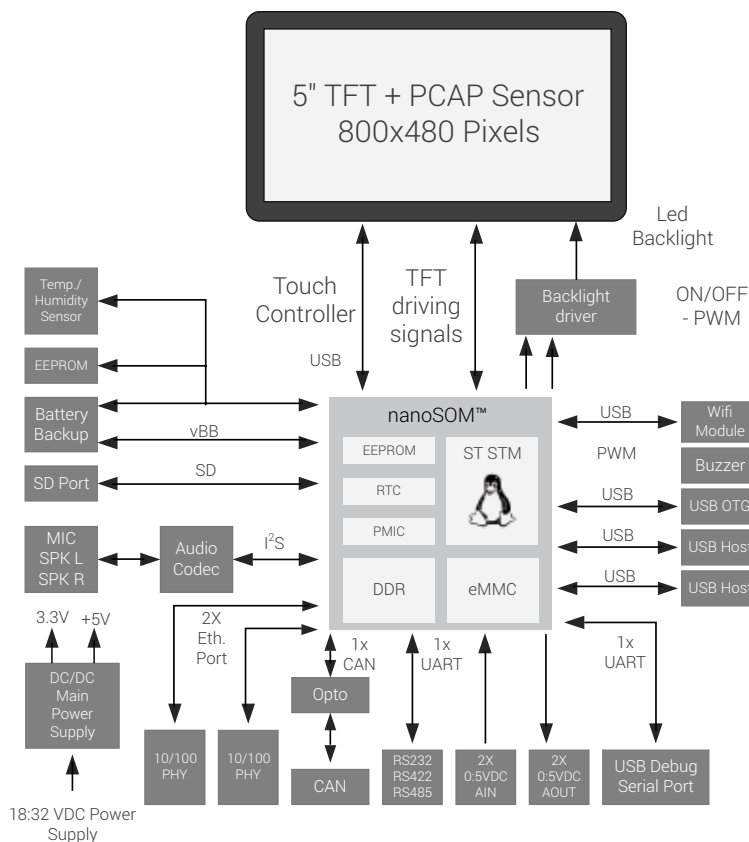 5" TFT + PCAP Sensor
800x480 Pixels
Led
Backlight
Temp./
Humidity
Sensor
Touch
Controller
TFT
driving
signals
Backlight
driver
ON/OFF
- PWM
USB
EEPROM
Battery
Backup
vBB
SD Port
SD
nanoSOM™
EEPROM
RTC
PMIC
ST STM
DDR
eMMC
USB
Wifi
Module
PWM
Buzzer
USB
USB OTG
USB
USB Host
USB
USB Host
MIC
SPK L
SPK R
Audio
Codec
I²S
3.3V
+5V
2X
Eth.
Port
1x
CAN
1x
UART
1x
UART
DC/DC
Main
Power
Supply
Opto
10/100
PHY
10/100
PHY
CAN
RS232
RS422
RS485
2X
0:5VDC
AIN
2X
0:5VDC
AOUT
USB Debug
Serial Port
18:32 VDC Power
Supply